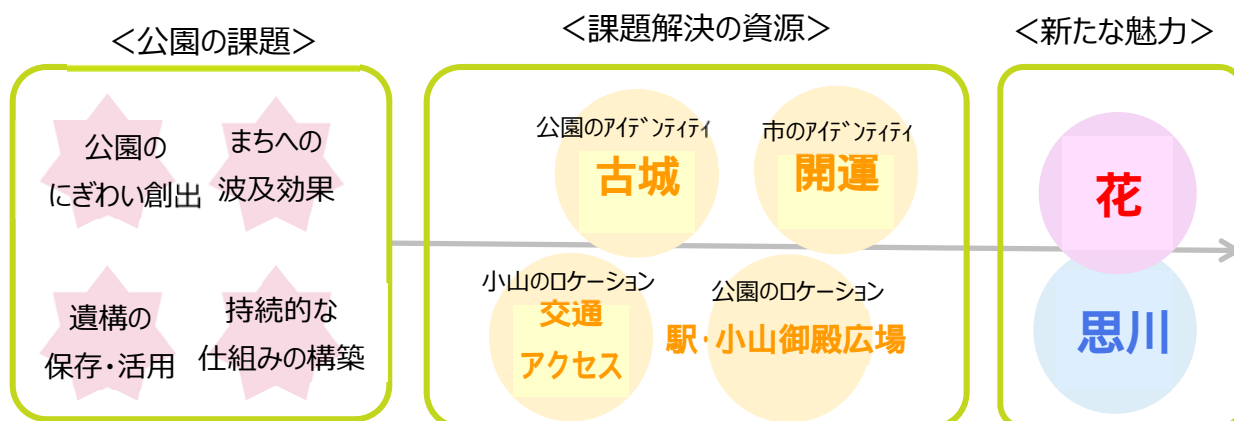 <公園の課題>
公園の
にぎわい創出
まちへの
波及効果
遺構の
保存・活用
持続的な
仕組みの構築
<課題解決の資源>
公園のｱｲﾃﾞﾝﾃｨﾃｨ
古城
市のｱｲﾃﾞﾝﾃｨﾃｨ
開運
小山のロケーション
交通
アクセス
公園のロケーション
駅・小山御殿広場
<新たな魅力>
花
思川